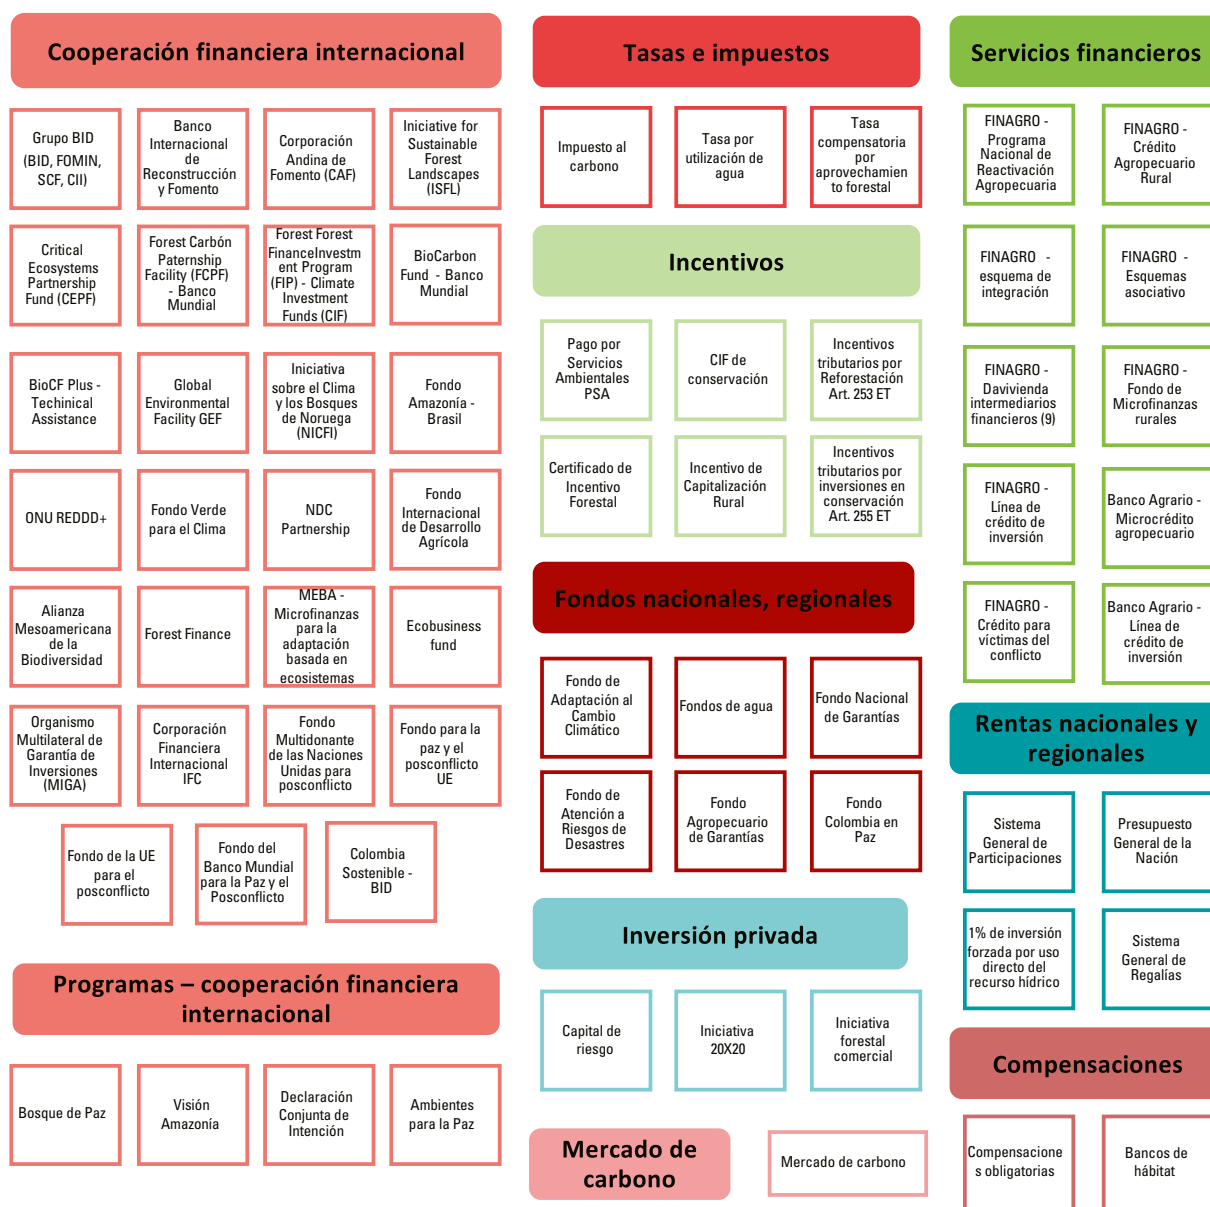 Cooperación financiera internacional
Grupo BID
(BID, FOMIN,
SCF, CII)
Banco
Internacional
de
Reconstrucción
y Fomento
Corporación
Andina de
Fomento (CAF)
Iniciative for
Sustainable
Forest
Landscapes
(ISFL)
Critical
Ecosystems
Partnership
Fund (CEPF)
Forest Carbón
Paternship
Facility (FCPF)
- Banco
Mundial
Forest Forest
FinanceInvestm
ent Program
(FIP) - Climate
Investment
Funds (CIF)
BioCarbon
Fund - Banco
Mundial
BioCF Plus -
Techinical
Assistance
Global
Environmental
Facility GEF
Iniciativa
sobre el Clima
y los Bosques
de Noruega
(NICFI)
Fondo
Amazonía -
Brasil
ONU REDDD+
Fondo Verde
para el Clima
NDC
Partnership
Fondo
Internacional
de Desarrollo
Agrícola
Alianza
Mesoamericana
de la
Biodiversidad
Forest Finance
MEBA -
Microfinanzas
para la
adaptación
basada en
ecosistemas
Ecobusiness
fund
Organismo
Multilateral de
Garantía de
Inversiones
(MIGA)
Corporación
Financiera
Internacional
IFC
Fondo
Multidonante
de las Naciones
Unidas para
posconflicto
Fondo para la
paz y el
posconflicto
UE
Fondo de la UE
para el
posconflicto
Fondo del
Banco Mundial
para la Paz y el
Posconflicto
Colombia
Sostenible -
BID
Programas – cooperación financiera
internacional
Bosque de Paz
Visión
Amazonía
Declaración
Conjunta de
Intención
Ambientes
para la Paz
Tasas e impuestos
Impuesto al
carbono
Tasa por
utilización de
agua
Tasa
compensatoria
por
aprovechamien
to forestal
Incentivos
Pago por
Servicios
Ambientales
PSA
CIF de
conservación
Incentivos
tributarios por
Reforestación
Art. 253 ET
Certificado de
Incentivo
Forestal
Incentivo de
Capitalización
Rural
Incentivos
tributarios por
inversiones en
conservación
Art. 255 ET
Fondos nacionales, regionales
Fondo de
Adaptación al
Cambio
Climático
Fondos de agua
Fondo Nacional
de Garantías
Fondo de
Atención a
Riesgos de
Desastres
Fondo
Agropecuario
de Garantías
Fondo
Colombia en
Paz
Inversión privada
Capital de
riesgo
Iniciativa
20X20
Iniciativa
forestal
comercial
Mercado de
carbono
Mercado de carbono
Servicios financieros
FINAGRO -
Programa
Nacional de
Reactivación
Agropecuaria
FINAGRO -
Crédito
Agropecuario
Rural
FINAGRO -
esquema de
integración
FINAGRO -
Esquemas
asociativo
FINAGRO -
Davivienda
intermediarios
financieros (9)
FINAGRO -
Fondo de
Microfinanzas
rurales
FINAGRO -
Línea de
crédito de
inversión
Banco Agrario -
Microcrédito
agropecuario
FINAGRO -
Crédito para
víctimas del
conflicto
Banco Agrario -
Línea de
crédito de
inversión
Rentas nacionales y
regionales
Sistema
General de
Participaciones
Presupuesto
General de la
Nación
1% de inversión
forzada por uso
directo del
recurso hídrico
Sistema
General de
Regalías
Compensaciones
Compensacione
s obligatorias
Bancos de
hábitat